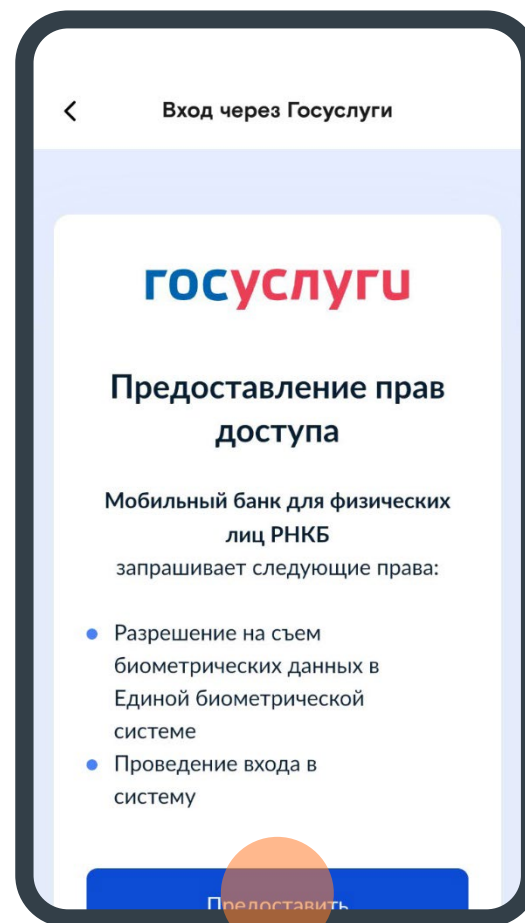 Вход через Госуслуги
госуслуги
Предоставление прав
доступа
Мобильный банк для физических
лиц РНКБ
запрашивает следующие права:
Разрешение на съем
биометрических данных в
Единой биометрической
системе
Проведение входа в
систему
Предоставить